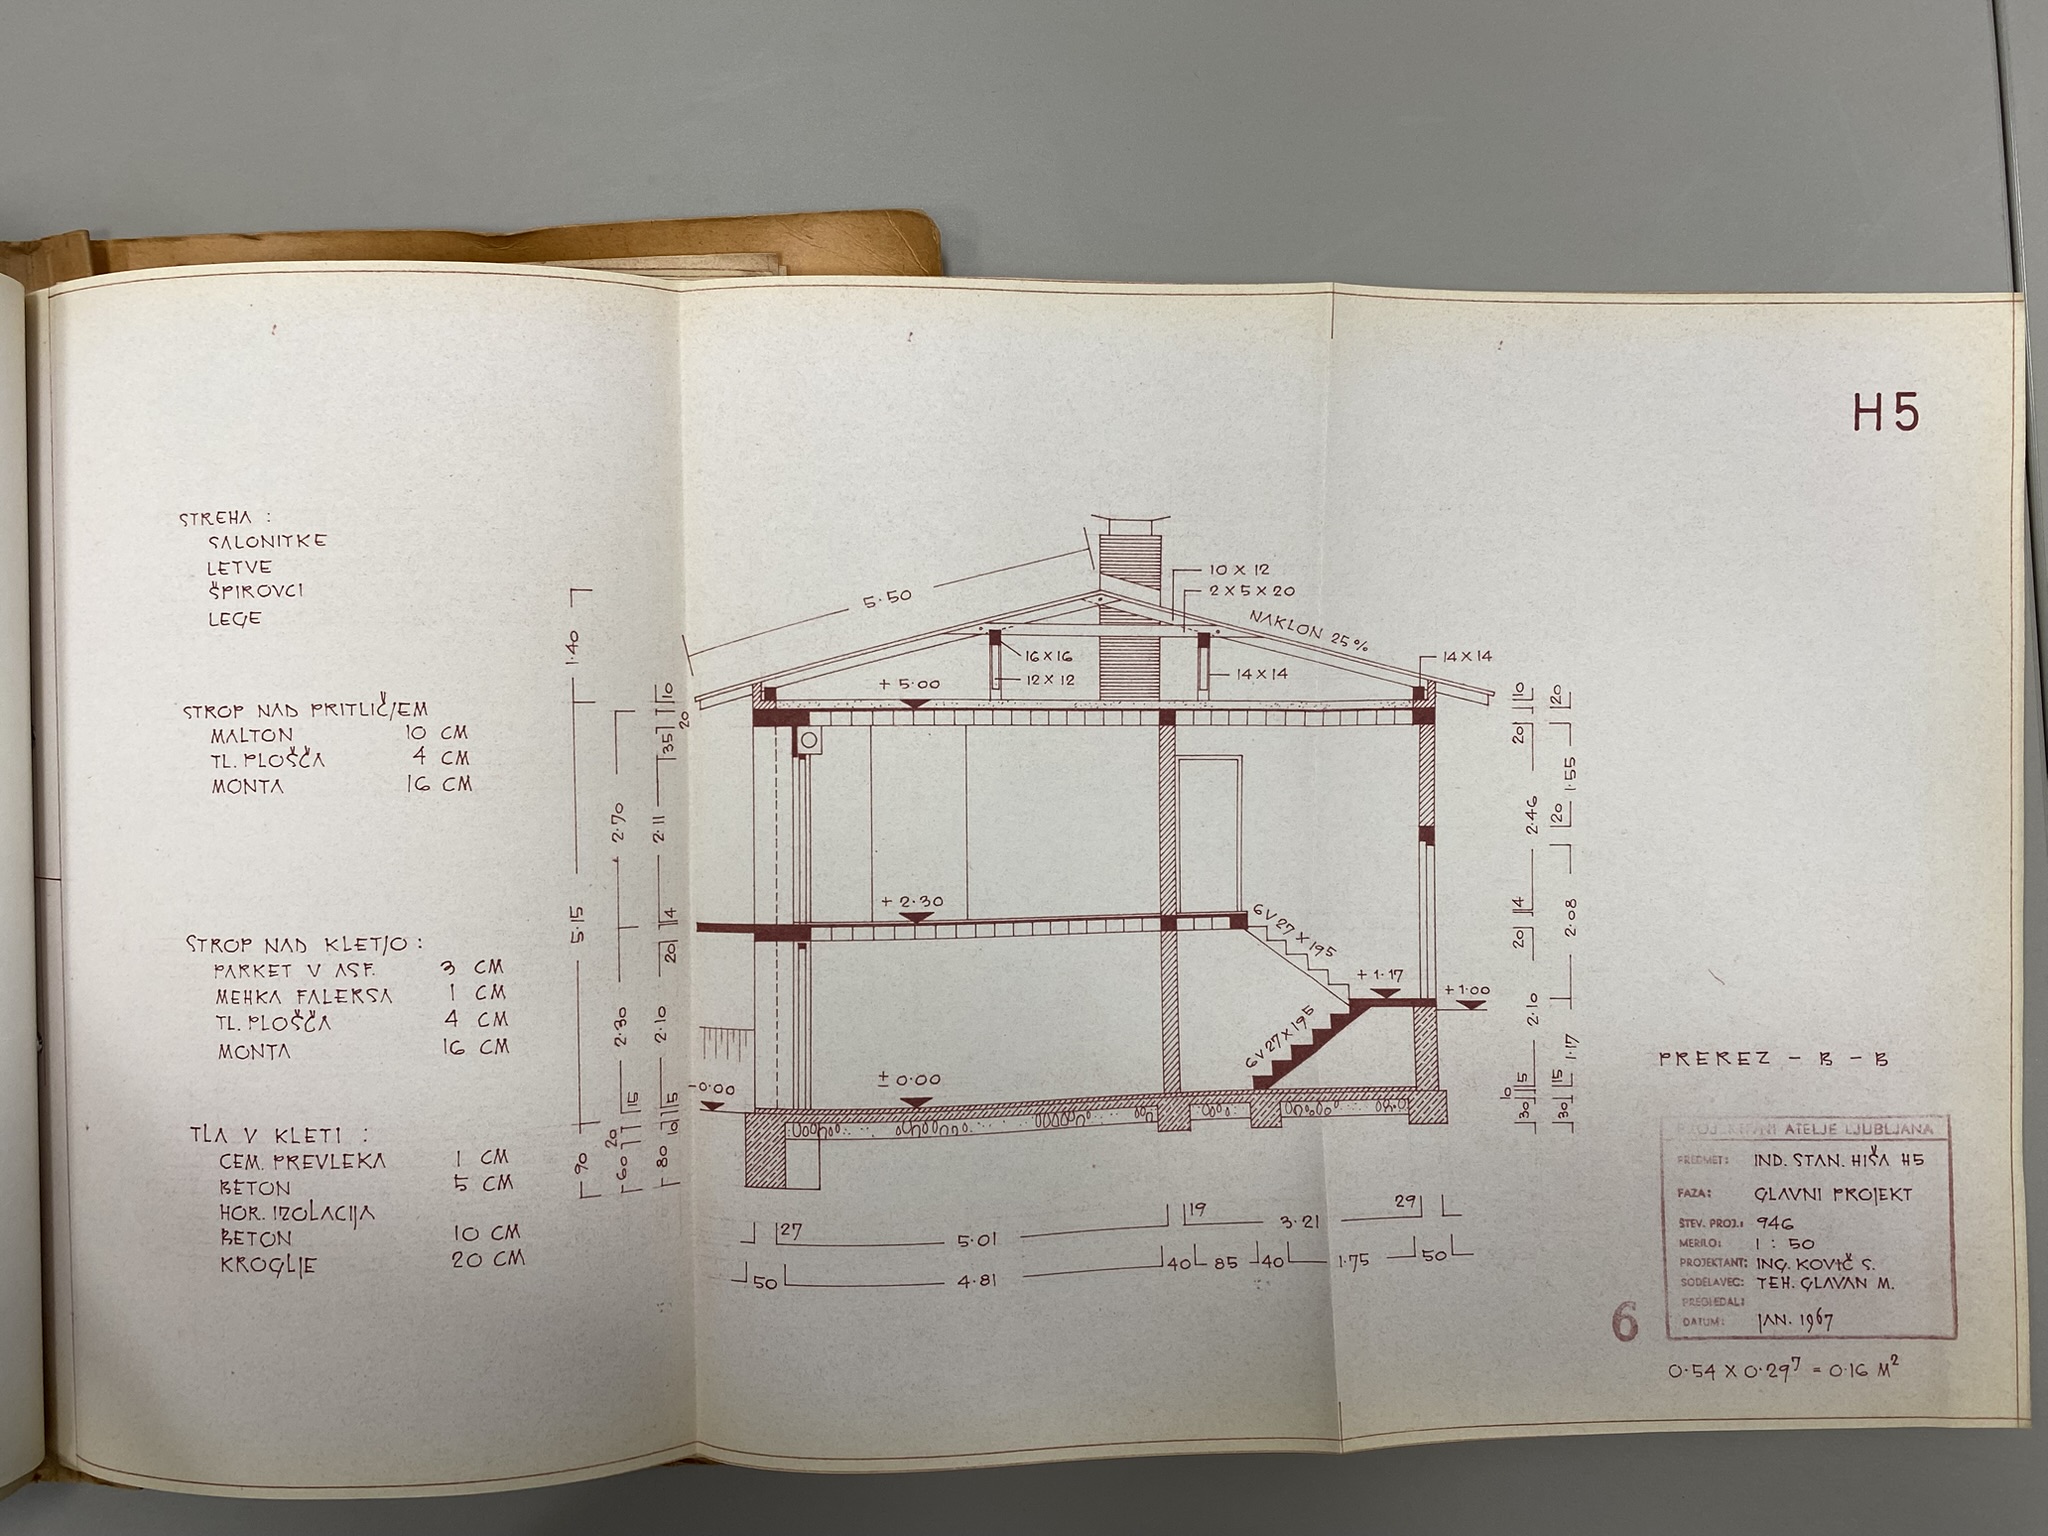 H5
STREHA :
SALONITKE
LETVE
ŠPIROVCI
LEGE
STROP NAD PRITLIČJEM
MALTON 10 CM
TL. PLOŠČA 4 CM
MONTA 16 CM
STROP NAD KLETJO :
PARKET V ASF. 3 CM
MEHKA FALERSA 1 CM
TL. PLOŠČA 4 CM
MONTA 16 CM
TLA V KLETI :
CEM. PREVLEKA 1 CM
BETON 5 CM
HOR. IZOLACIJA
BETON 10 CM
KROGLJE 20 CM
1.40
5.15
90
2.70
2.30
15
20
60
10
20
35
2.11
4
20
2.10
5
10
80
5.50
10 X 12
2 X 5 X 20
NAKLON 25%
16 X 16
12 X 12
14 X 14
14 X 14
+ 5.00
+ 2.30
6 V 27 X 195
+ 1.17
+ 1.00
6 V 27 X 195
± 0.00
-0.00
10
20
2.46
4
20
2.10
5
10
30
20
1.55
20
2.08
1.17
15
30
27
5.01
19
3.21
29
50
4.81
40
85
40
1.75
50
PREREZ - B - B
PROJEKTIVNI ATELJE LJUBLJANA
PREDMET: IND. STAN. HIŠA H5
FAZA: GLAVNI PROJEKT
ŠTEV. PROJ.: 946
MERILO: 1 : 50
PROJEKTANT: ING. KOVIČ S.
SODELAVEC: TEH. GLAVAN M.
PREGLEDAL:
DATUM: JAN. 1967
6
0.54 X 0.29⁷ = 0.16 M²